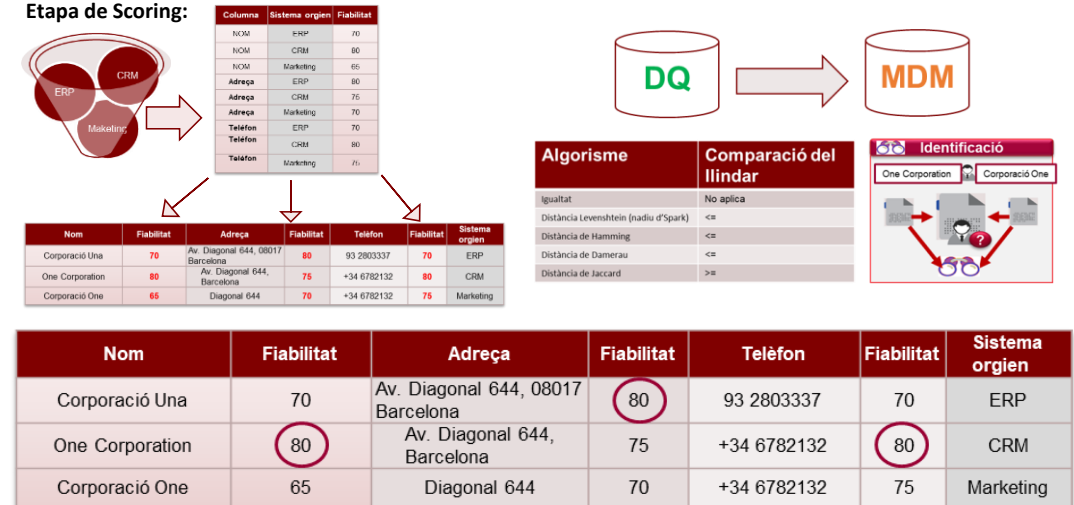 Etapa de Scoring:
ERP
CRM
Maketing
Columna Sistema orgien Fiabilitat
NOM ERP 70
NOM CRM 80
NOM Marketing 65
Adreça ERP 80
Adreça CRM 75
Adreça Marketing 70
Telèfon ERP 70
Telèfon CRM 80
Telèfon Marketing 75
DQ
MDM
Algorisme Comparació del
llindar
Igualtat No aplica
Distància Levenshtein (nadiu d'Spark) <=
Distància de Hamming <=
Distància de Damerau <=
Distància de Jaccard >=
Identificació
One Corporation Corporació One
?
Nom Fiabilitat Adreça Fiabilitat Telèfon Fiabilitat Sistema
orgien
Corporació Una 70 Av. Diagonal 644, 08017
Barcelona 80 93 2803337 70 ERP
One Corporation 80 Av. Diagonal 644,
Barcelona 75 +34 6782132 80 CRM
Corporació One 65 Diagonal 644 70 +34 6782132 75 Marketing
Nom Fiabilitat Adreça Fiabilitat Telèfon Fiabilitat Sistema
orgien
Corporació Una 70 Av. Diagonal 644, 08017
Barcelona 80 93 2803337 70 ERP
One Corporation 80 Av. Diagonal 644,
Barcelona 75 +34 6782132 80 CRM
Corporació One 65 Diagonal 644 70 +34 6782132 75 Marketing